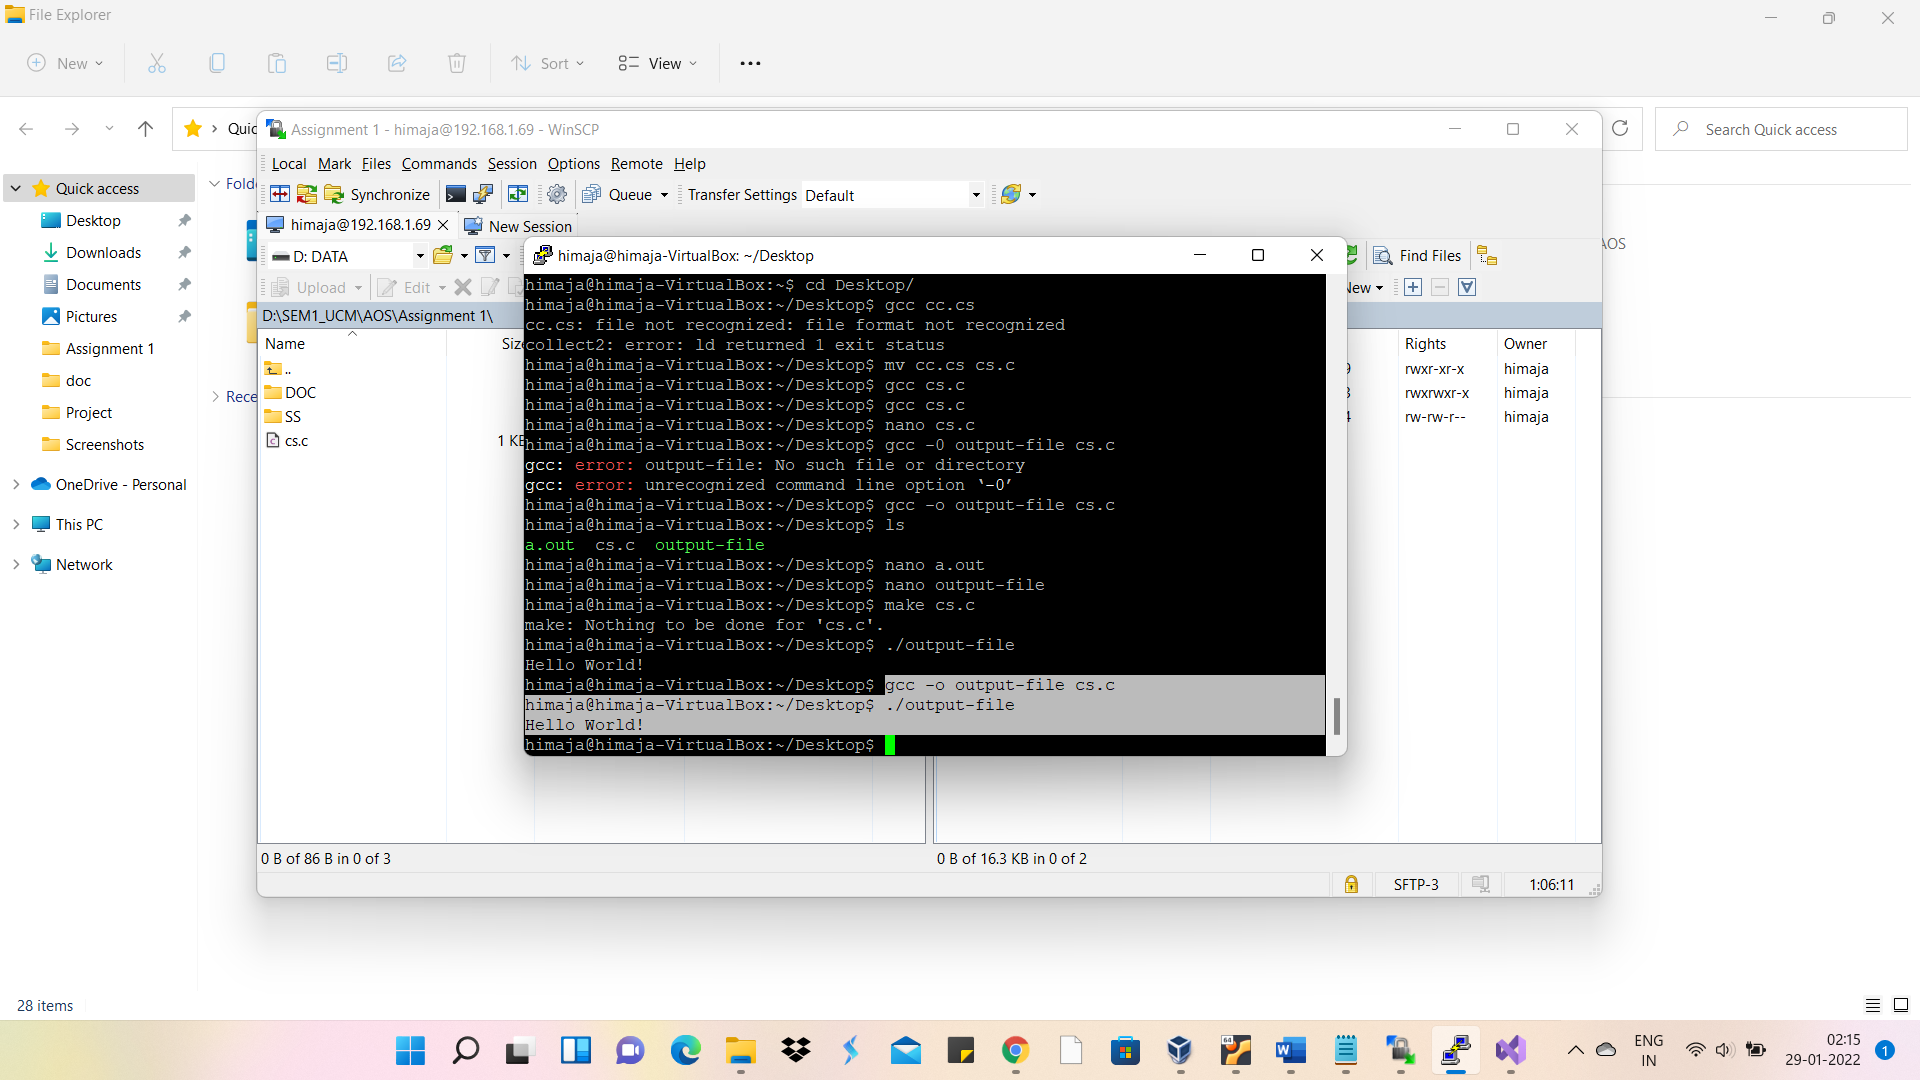 File Explorer
New
Sort
View
Search Quick access
Assignment 1 - himaja@192.168.1.69 - WinSCP
Local Mark Files Commands Session Options Remote Help
Synchronize
Queue
Transfer Settings Default
himaja@192.168.1.69
New Session
D: DATA
Find Files
Upload
Edit
D:\SEM1_UCM\AOS\Assignment 1\
Name
..
DOC
SS
cs.c 1 KB
Rights Owner
rwxr-xr-x himaja
rwxrwxr-x himaja
rw-rw-r-- himaja
himaja@himaja-VirtualBox: ~/Desktop
himaja@himaja-VirtualBox:~$ cd Desktop/
himaja@himaja-VirtualBox:~/Desktop$ gcc cc.cs
cc.cs: file not recognized: file format not recognized
collect2: error: ld returned 1 exit status
himaja@himaja-VirtualBox:~/Desktop$ mv cc.cs cs.c
himaja@himaja-VirtualBox:~/Desktop$ gcc cs.c
himaja@himaja-VirtualBox:~/Desktop$ gcc cs.c
himaja@himaja-VirtualBox:~/Desktop$ nano cs.c
himaja@himaja-VirtualBox:~/Desktop$ gcc -0 output-file cs.c
gcc: error: output-file: No such file or directory
gcc: error: unrecognized command line option ‘-0’
himaja@himaja-VirtualBox:~/Desktop$ gcc -o output-file cs.c
himaja@himaja-VirtualBox:~/Desktop$ ls
a.out cs.c output-file
himaja@himaja-VirtualBox:~/Desktop$ nano a.out
himaja@himaja-VirtualBox:~/Desktop$ nano output-file
himaja@himaja-VirtualBox:~/Desktop$ make cs.c
make: Nothing to be done for 'cs.c'.
himaja@himaja-VirtualBox:~/Desktop$ ./output-file
Hello World!
himaja@himaja-VirtualBox:~/Desktop$ gcc -o output-file cs.c
himaja@himaja-VirtualBox:~/Desktop$ ./output-file
Hello World!
himaja@himaja-VirtualBox:~/Desktop$
0 B of 86 B in 0 of 3
0 B of 16.3 KB in 0 of 2
SFTP-3
1:06:11
Quick access
Desktop
Downloads
Documents
Pictures
Assignment 1
doc
Project
Screenshots
OneDrive - Personal
This PC
Network
28 items
64
ENG
IN
02:15
29-01-2022
1